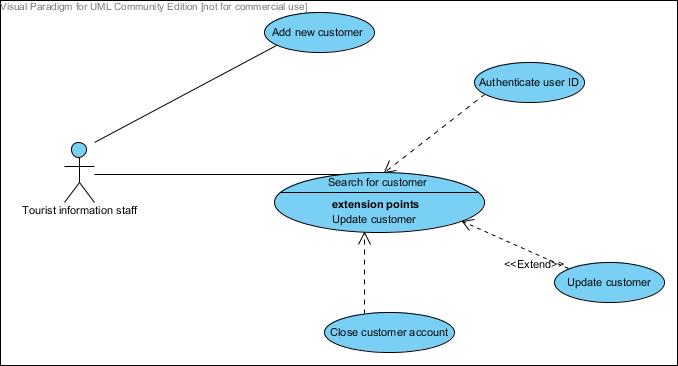 Visual Paradigm for UML Community Edition [not for commercial use]
Add new customer
Authenticate user ID
Search for customer
extension points
Update customer
Tourist information staff
<<Extend>>
Update customer
Close customer account